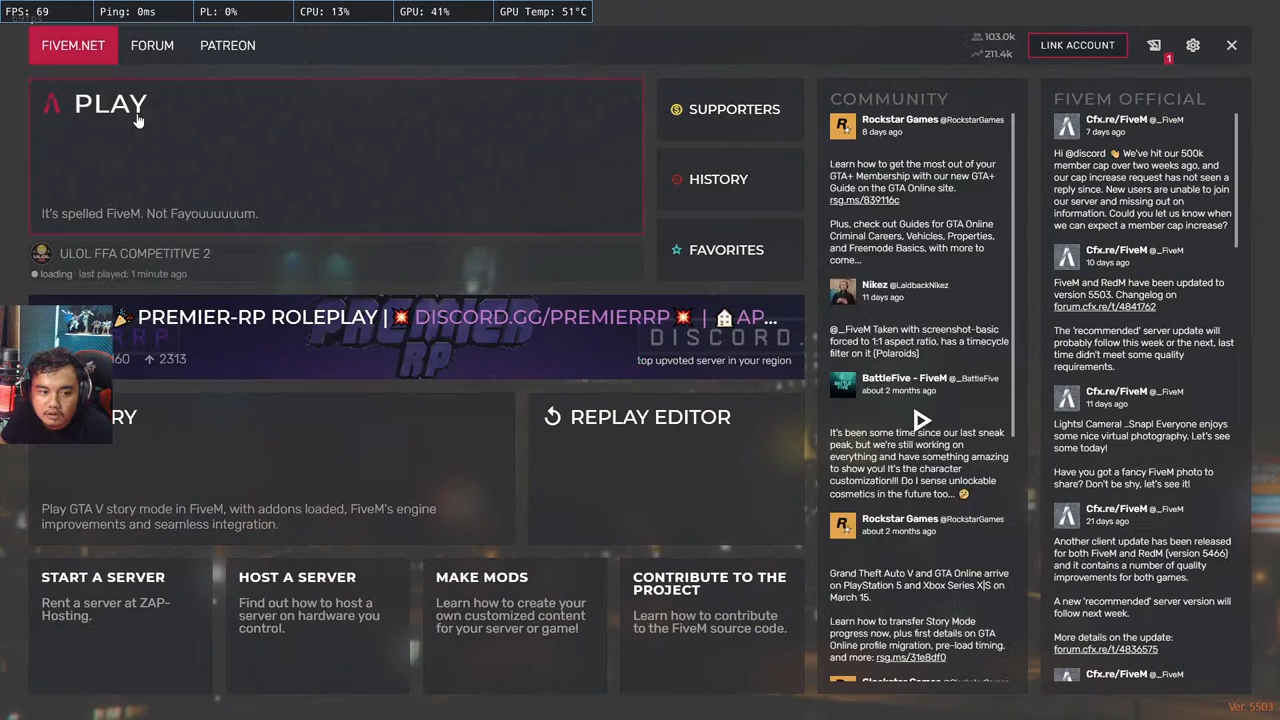 FPS: 69
Ping: 0ms
PL: 0%
CPU: 13%
GPU: 41%
GPU Temp: 51°C
69fps
FIVEM.NET
FORUM
PATREON
103.0k
211.4k
LINK ACCOUNT
1
PLAY
It's spelled FiveM. Not Fayouuuuuum.
ULOL FFA COMPETITIVE 2
loading last played: 1 minute ago
SUPPORTERS
HISTORY
FAVORITES
PREMIER-RP ROLEPLAY |💥 DISCORD.GG/PREMIERRP 💥 | 🏠 AP...
PREMIER
RP
DISCORD.
160 2313
top upvoted server in your region
RY
REPLAY EDITOR
Play GTA V story mode in FiveM, with addons loaded, FiveM's engine
improvements and seamless integration.
START A SERVER
Rent a server at ZAP-
Hosting.
HOST A SERVER
Find out how to host a
server on hardware you
control.
MAKE MODS
Learn how to create your
own customized content
for your server or game!
CONTRIBUTE TO THE
PROJECT
Learn how to contribute
to the FiveM source code.
COMMUNITY
Rockstar Games @RockstarGames
8 days ago
Learn how to get the most out of your
GTA+ Membership with our new GTA+
Guide on the GTA Online site.
rsg.ms/839116c
Plus, check out Guides for GTA Online
Criminal Careers, Vehicles, Properties,
and Freemode Basics, with more to
come...
Nikez @LaidbackNikez
11 days ago
@_FiveM Taken with screenshot-basic
forced to 1:1 aspect ratio, has a timecycle
filter on it (Polaroids)
BattleFive - FiveM @_BattleFive
about 2 months ago
It's been some time since our last sneak
peak, but we're still working on
everything and have something amazing
to show you! It's the character
customization!!! Do I sense unlockable
cosmetics in the future too... 🤔
Rockstar Games @RockstarGames
about 2 months ago
Grand Theft Auto V and GTA Online arrive
on PlayStation 5 and Xbox Series X|S on
March 15.
Learn how to transfer Story Mode
progress now, plus first details on GTA
Online profile migration, pre-load timing,
and more: rsg.ms/31e8df0
FIVEM OFFICIAL
Cfx.re/FiveM @_FiveM
7 days ago
Hi @discord 👋 We've hit our 500k
member cap over two weeks ago, and
our cap increase request has not seen a
reply since. New users are unable to join
our server and missing out on
information. Could you let us know when
we can expect a member cap increase?
Cfx.re/FiveM @_FiveM
10 days ago
FiveM and RedM have been updated to
version 5503. Changelog on
forum.cfx.re/t/4841762
The 'recommended' server update will
probably follow this week or the next, last
time didn't meet some quality
requirements.
Cfx.re/FiveM @_FiveM
11 days ago
Lights! Camera! ..Snap! Everyone enjoys
some nice virtual photography. Let's see
some today!
Have you got a fancy FiveM photo to
share? Don't be shy, let's see it!
Cfx.re/FiveM @_FiveM
21 days ago
Another client update has been released
for both FiveM and RedM (version 5466)
and it contains a number of quality
improvements for both games.
A new 'recommended' server version will
follow next week.
More details on the update:
forum.cfx.re/t/4836575
Cfx.re/FiveM @_FiveM
Ver. 5503